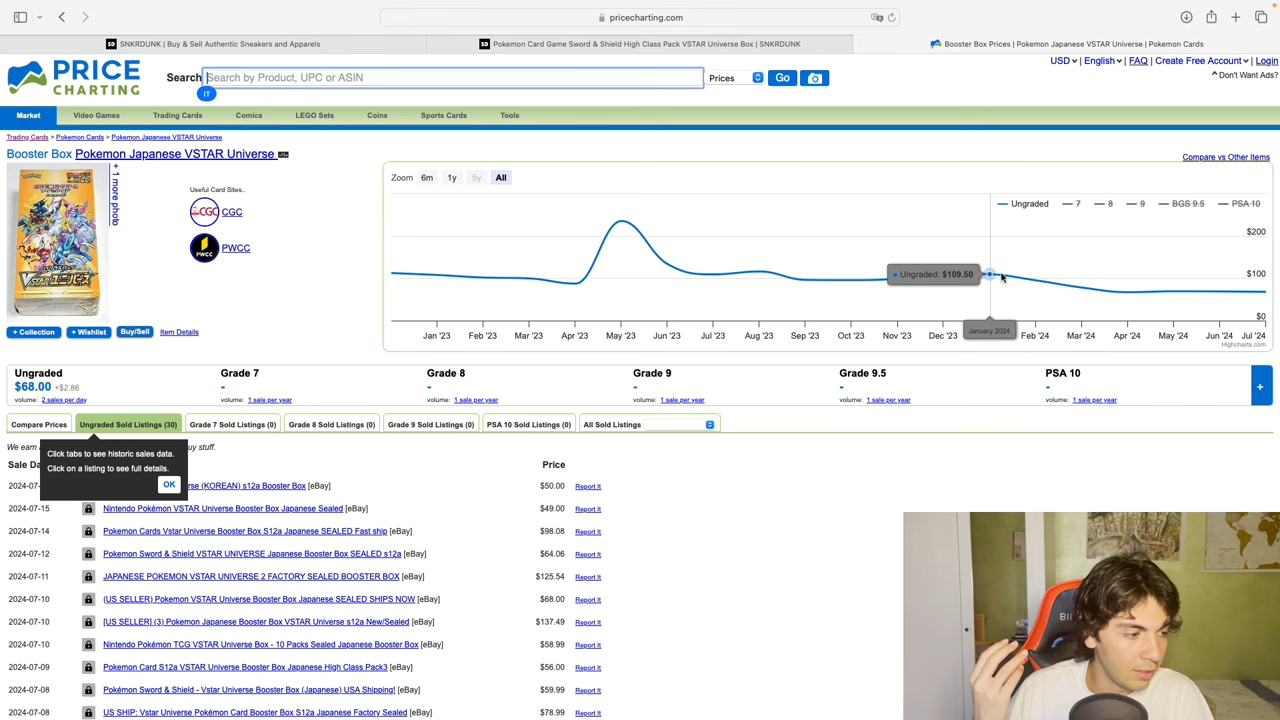 pricecharting.com
SNKRDUNK | Buy & Sell Authentic Sneakers and Apparels
Pokemon Card Game Sword & Shield High Class Pack VSTAR Universe Box | SNKRDUNK
Booster Box Prices | Pokemon Japanese VSTAR Universe | Pokemon Cards
PRICE
CHARTING
Search
Search by Product, UPC or ASIN
Prices
Go
USD
English
FAQ
Create Free Account
Login
^Don't Want Ads?
IT
Market
Video Games
Trading Cards
Comics
LEGO Sets
Coins
Sports Cards
Tools
Trading Cards > Pokemon Cards > Pokemon Japanese VSTAR Universe
Booster Box Pokemon Japanese VSTAR Universe
+ 1 more photo
Useful Card Sites..
CGC
CGC
PWCC
PWCC
Compare vs Other Items
Zoom 6m 1y 5y All
Ungraded 7 8 9 BGS 9.5 PSA 10
$200
$100
$0
Ungraded: $109.50
January 2024
Jan '23 Feb '23 Mar '23 Apr '23 May '23 Jun '23 Jul '23 Aug '23 Sep '23 Oct '23 Nov '23 Dec '23 Feb '24 Mar '24 Apr '24 May '24 Jun '24 Jul '24
Highcharts.com
+ Collection
+ Wishlist
Buy/Sell
Item Details
Ungraded Grade 7 Grade 8 Grade 9 Grade 9.5 PSA 10
$68.00 +$2.86 - - - - -
+
volume: 2 sales per day volume: 1 sale per year volume: 1 sale per year volume: 1 sale per year volume: 1 sale per year volume: 1 sale per year
Compare Prices
Ungraded Sold Listings (30)
Grade 7 Sold Listings (0)
Grade 8 Sold Listings (0)
Grade 9 Sold Listings (0)
PSA 10 Sold Listings (0)
All Sold Listings
We earn
buy stuff.
Click tabs to see historic sales data.
Click on a listing to see full details.
OK
Sale Da
Price
2024-07- rse (KOREAN) s12a Booster Box [eBay] $50.00 Report It
2024-07-15 Nintendo Pokémon VSTAR Universe Booster Box Japanese Sealed [eBay] $49.00 Report It
2024-07-14 Pokemon Cards Vstar Universe Booster Box S12a Japanese SEALED Fast ship [eBay] $98.08 Report It
2024-07-12 Pokemon Sword & Shield VSTAR UNIVERSE Japanese Booster Box SEALED s12a [eBay] $64.06 Report It
2024-07-11 JAPANESE POKEMON VSTAR UNIVERSE 2 FACTORY SEALED BOOSTER BOX [eBay] $125.54 Report It
2024-07-10 (US SELLER) Pokemon VSTAR Universe Booster Box Japanese SEALED SHIPS NOW [eBay] $68.00 Report It
2024-07-10 [US SELLER] (3) Pokemon Japanese Booster Box VSTAR Universe s12a New/Sealed [eBay] $137.49 Report It
2024-07-10 Nintendo Pokémon TCG VSTAR Universe Box - 10 Packs Sealed Japanese Booster Box [eBay] $58.99 Report It
2024-07-09 Pokemon Card S12a VSTAR Universe Booster Box Japanese High Class Pack3 [eBay] $56.00 Report It
2024-07-08 Pokémon Sword & Shield - Vstar Universe Booster Box (Japanese) USA Shipping! [eBay] $59.99 Report It
2024-07-08 US SHIP: Vstar Universe Pokémon Card Booster Box S12a Japanese Factory Sealed [eBay] $78.99 Report It